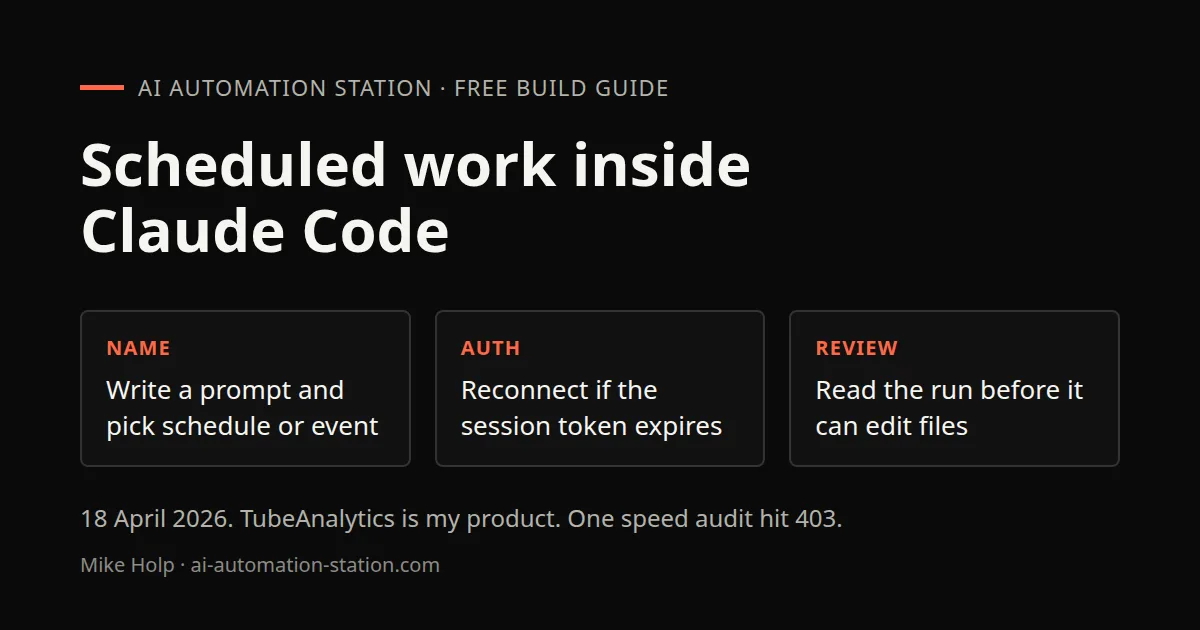 AI AUTOMATION STATION · FREE BUILD GUIDE
Scheduled work inside
Claude Code
NAME
Write a prompt and
pick schedule or event
AUTH
Reconnect if the
session token expires
REVIEW
Read the run before it
can edit files
18 April 2026. TubeAnalytics is my product. One speed audit hit 403.
Mike Holp · ai-automation-station.com